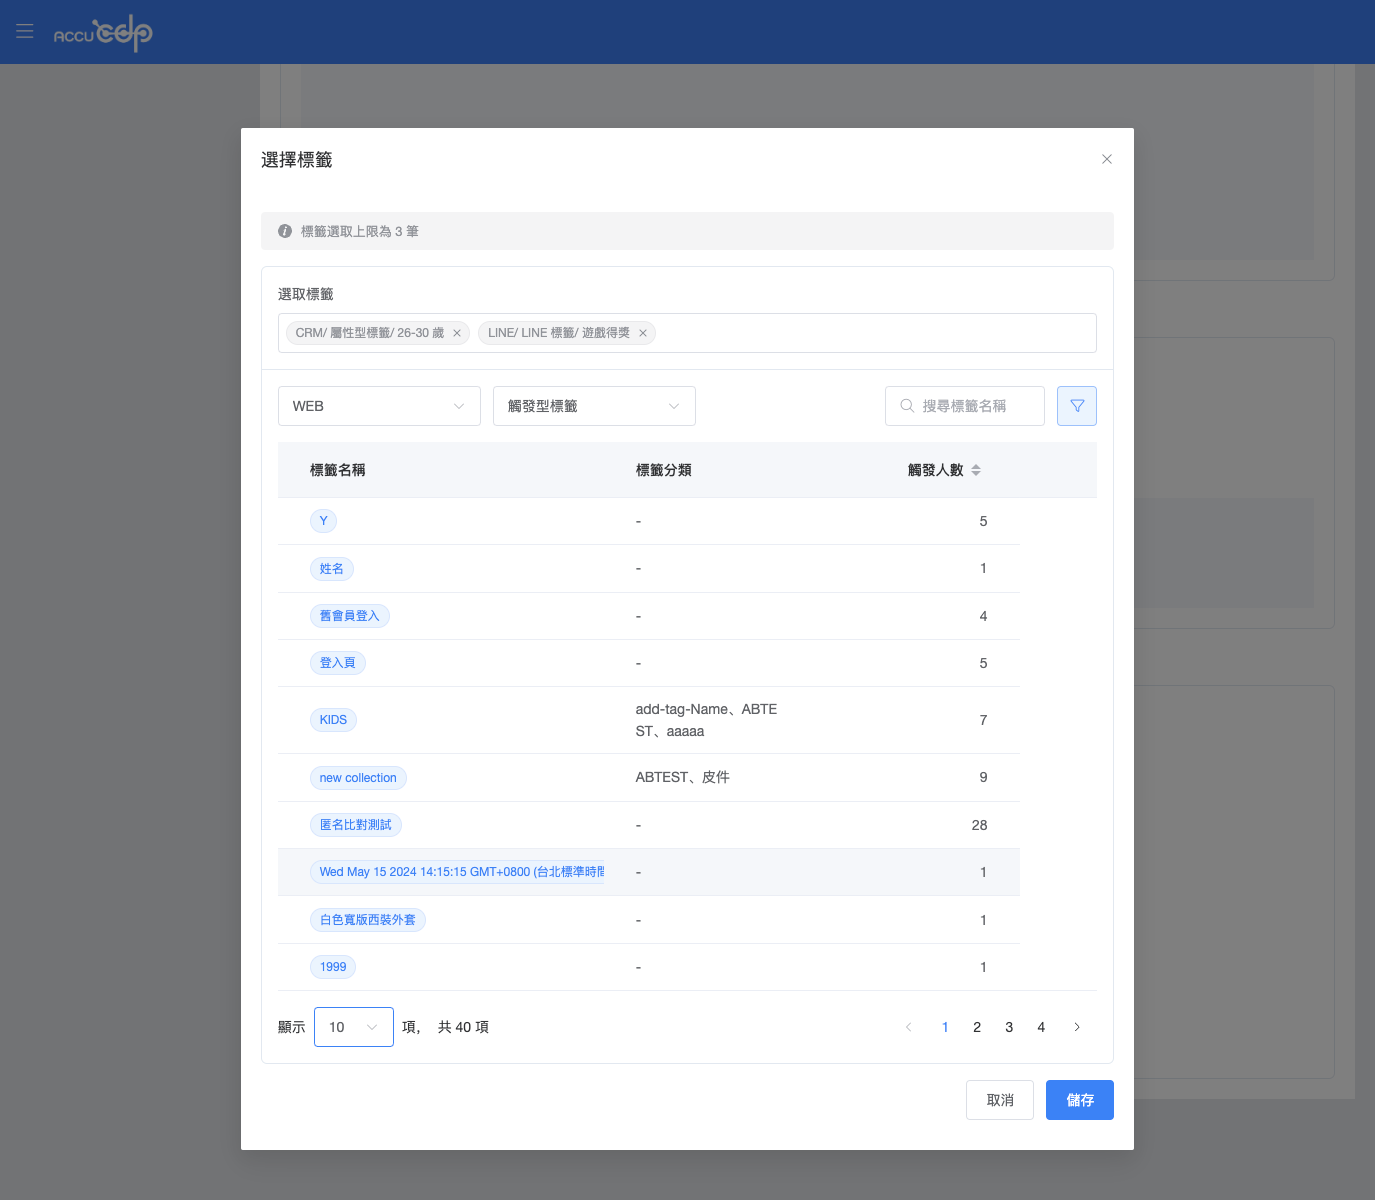 ACCU cdp
選擇標籤
標籤選取上限為 3 筆
選取標籤
CRM/ 屬性型標籤/ 26-30 歲
LINE/ LINE 標籤/ 遊戲得獎
WEB
觸發型標籤
搜尋標籤名稱
標籤名稱 標籤分類 觸發人數
Y - 5
姓名 - 1
舊會員登入 - 4
登入頁 - 5
KIDS add-tag-Name、ABTE
ST、aaaaa 7
new collection ABTEST、皮件 9
匿名比對測試 - 28
Wed May 15 2024 14:15:15 GMT+0800 (台北標準時間 - 1
白色寬版西裝外套 - 1
1999 - 1
顯示 10 項， 共 40 項
1 2 3 4
取消 儲存